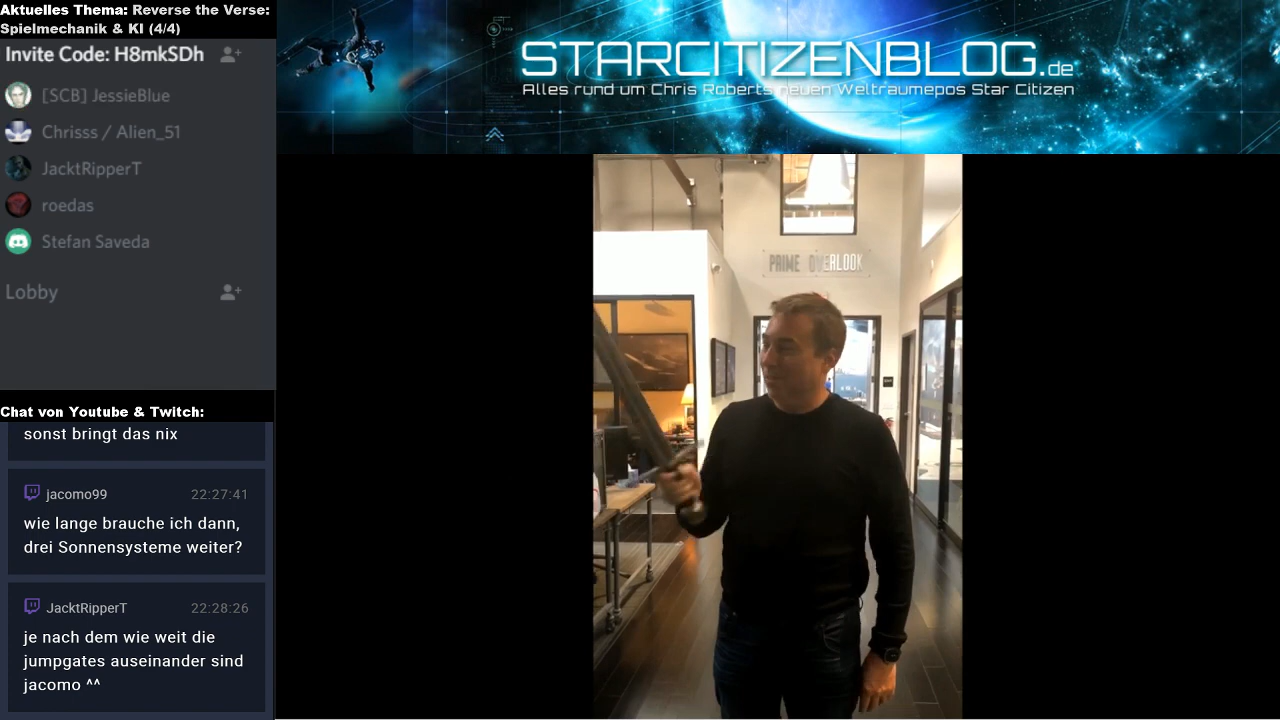 Aktuelles Thema: Reverse the Verse:
Spielmechanik & KI (4/4)
Invite Code: H8mkSDh
[SCB] JessieBlue
Chrisss / Alien_51
JacktRipperT
roedas
Stefan Saveda
Lobby
Chat von Youtube & Twitch:
sonst bringt das nix
jacomo99 22:27:41
wie lange brauche ich dann,
drei Sonnensysteme weiter?
JacktRipperT 22:28:26
je nach dem wie weit die
jumpgates auseinander sind
jacomo ^^
STARCITIZENBLOG.de
Alles rund um Chris Roberts neuen Weltraumepos Star Citizen
PRIME OVERLOOK